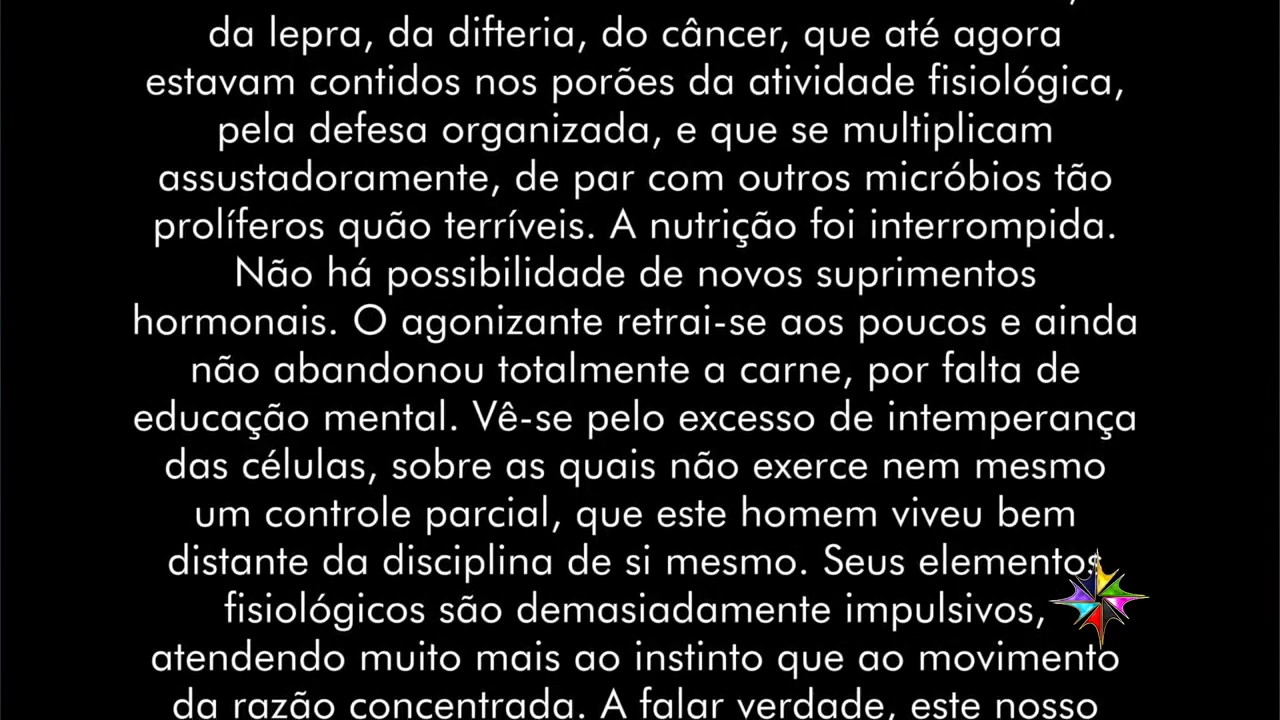 da lepra, da difteria, do câncer, que até agora
estavam contidos nos porões da atividade fisiológica,
pela defesa organizada, e que se multiplicam
assustadoramente, de par com outros micróbios tão
prolíferos quão terríveis. A nutrição foi interrompida.
Não há possibilidade de novos suprimentos
hormonais. O agonizante retrai-se aos poucos e ainda
não abandonou totalmente a carne, por falta de
educação mental. Vê-se pelo excesso de intemperança
das células, sobre as quais não exerce nem mesmo
um controle parcial, que este homem viveu bem
distante da disciplina de si mesmo. Seus elementos
fisiológicos são demasiadamente impulsivos,
atendendo muito mais ao instinto que ao movimento
da razão concentrada. A falar verdade, este nosso